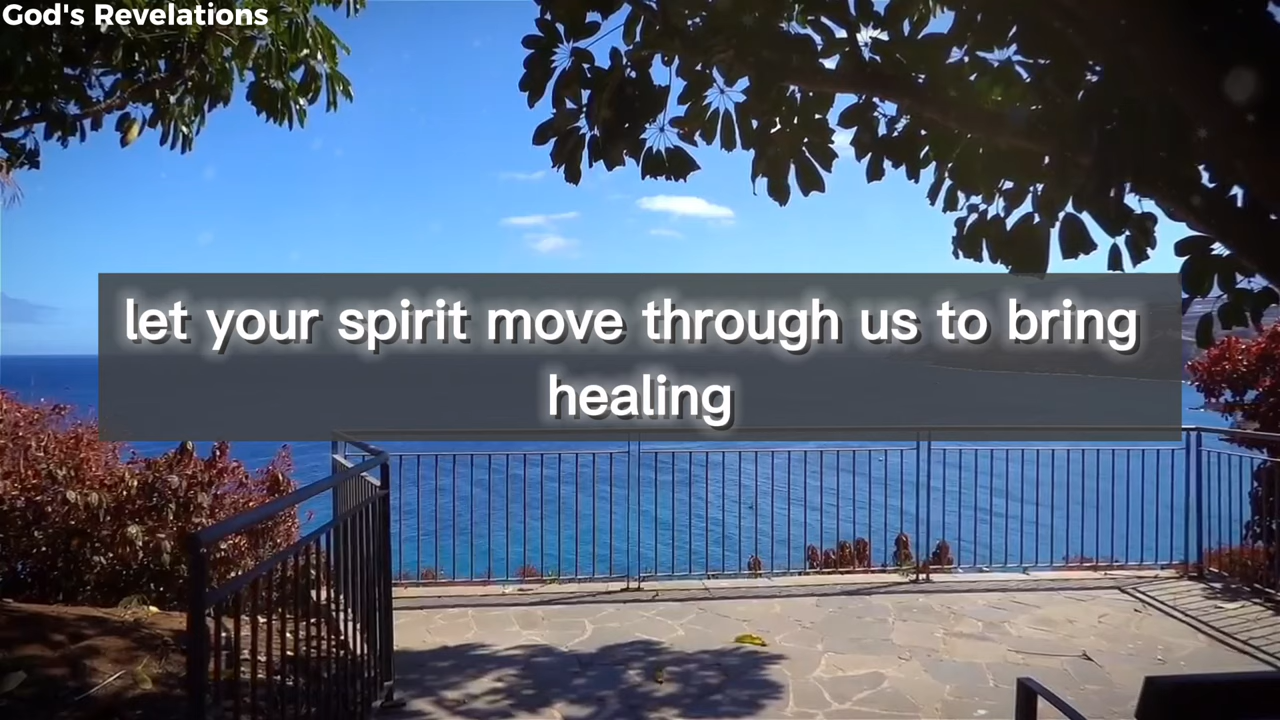 God's Revelations
let your spirit move through us to bring
healing